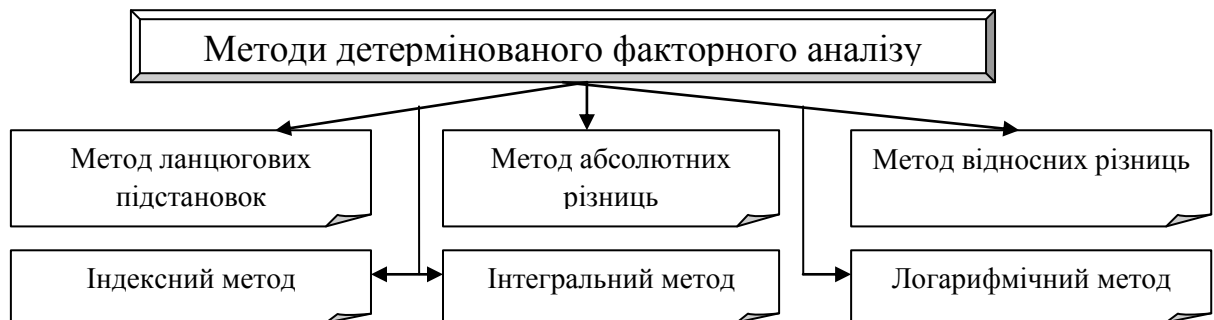 Методи детермінованого факторного аналізу
Метод ланцюгових
підстановок
Метод абсолютних
різниць
Метод відносних різниць
Індексний метод
Інтегральний метод
Логарифмічний метод